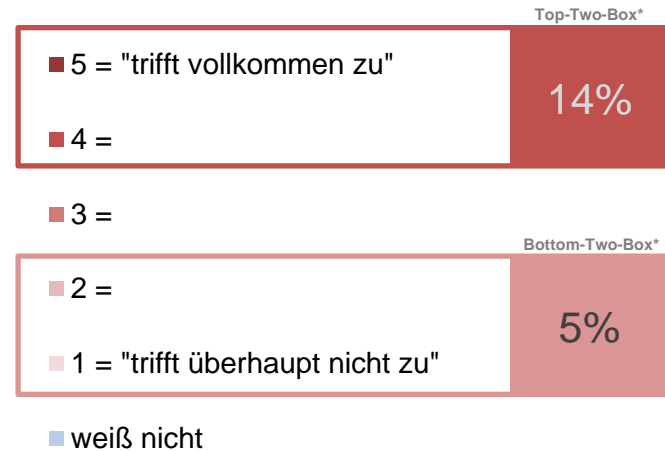 Top-Two-Box*
5 = "trifft vollkommen zu"
14%
4 =
3 =
Bottom-Two-Box*
2 =
5%
1 = "trifft überhaupt nicht zu"
weiß nicht